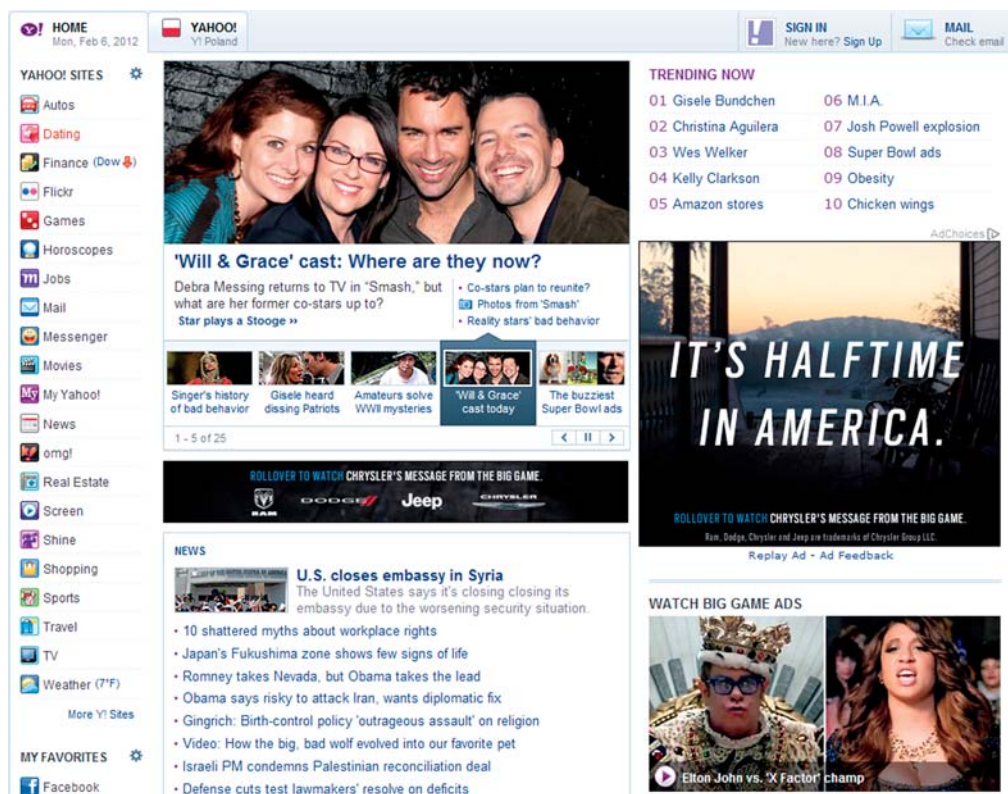 HOME
Mon, Feb 6, 2012
YAHOO!
Y! Poland
SIGN IN
New here? Sign Up
MAIL
Check email
YAHOO! SITES
Autos
Dating
Finance (Dow)
Flickr
Games
Horoscopes
Jobs
Mail
Messenger
Movies
My Yahoo!
News
omg!
Real Estate
Screen
Shine
Shopping
Sports
Travel
TV
Weather (7°F)
More Y! Sites
MY FAVORITES
Facebook
'Will & Grace' cast: Where are they now?
Debra Messing returns to TV in "Smash," but
what are her former co-stars up to?
Star plays a Stooge »
• Co-stars plan to reunite?
Photos from 'Smash'
• Reality stars' bad behavior
Singer's history
of bad behavior
Gisele heard
dissing Patriots
Amateurs solve
WWII mysteries
'Will & Grace'
cast today
The buzziest
Super Bowl ads
1 - 5 of 25
ROLLOVER TO WATCH CHRYSLER'S MESSAGE FROM THE BIG GAME.
RAM
DODGE
Jeep
CHRYSLER
NEWS
U.S. closes embassy in Syria
The United States says it's closing closing its
embassy due to the worsening security situation.
• 10 shattered myths about workplace rights
• Japan's Fukushima zone shows few signs of life
• Romney takes Nevada, but Obama takes the lead
• Obama says risky to attack Iran, wants diplomatic fix
• Gingrich: Birth-control policy 'outrageous assault' on religion
• Video: How the big, bad wolf evolved into our favorite pet
• Israeli PM condemns Palestinian reconciliation deal
• Defense cuts test lawmakers' resolve on deficits
TRENDING NOW
01 Gisele Bundchen
02 Christina Aguilera
03 Wes Welker
04 Kelly Clarkson
05 Amazon stores
06 M.I.A.
07 Josh Powell explosion
08 Super Bowl ads
09 Obesity
10 Chicken wings
AdChoices
IT'S HALFTIME
IN AMERICA.
ROLLOVER TO WATCH CHRYSLER'S MESSAGE FROM THE BIG GAME.
Ram, Dodge, Chrysler and Jeep are trademarks of Chrysler Group LLC.
Replay Ad - Ad Feedback
WATCH BIG GAME ADS
Elton John vs. 'X Factor' champ